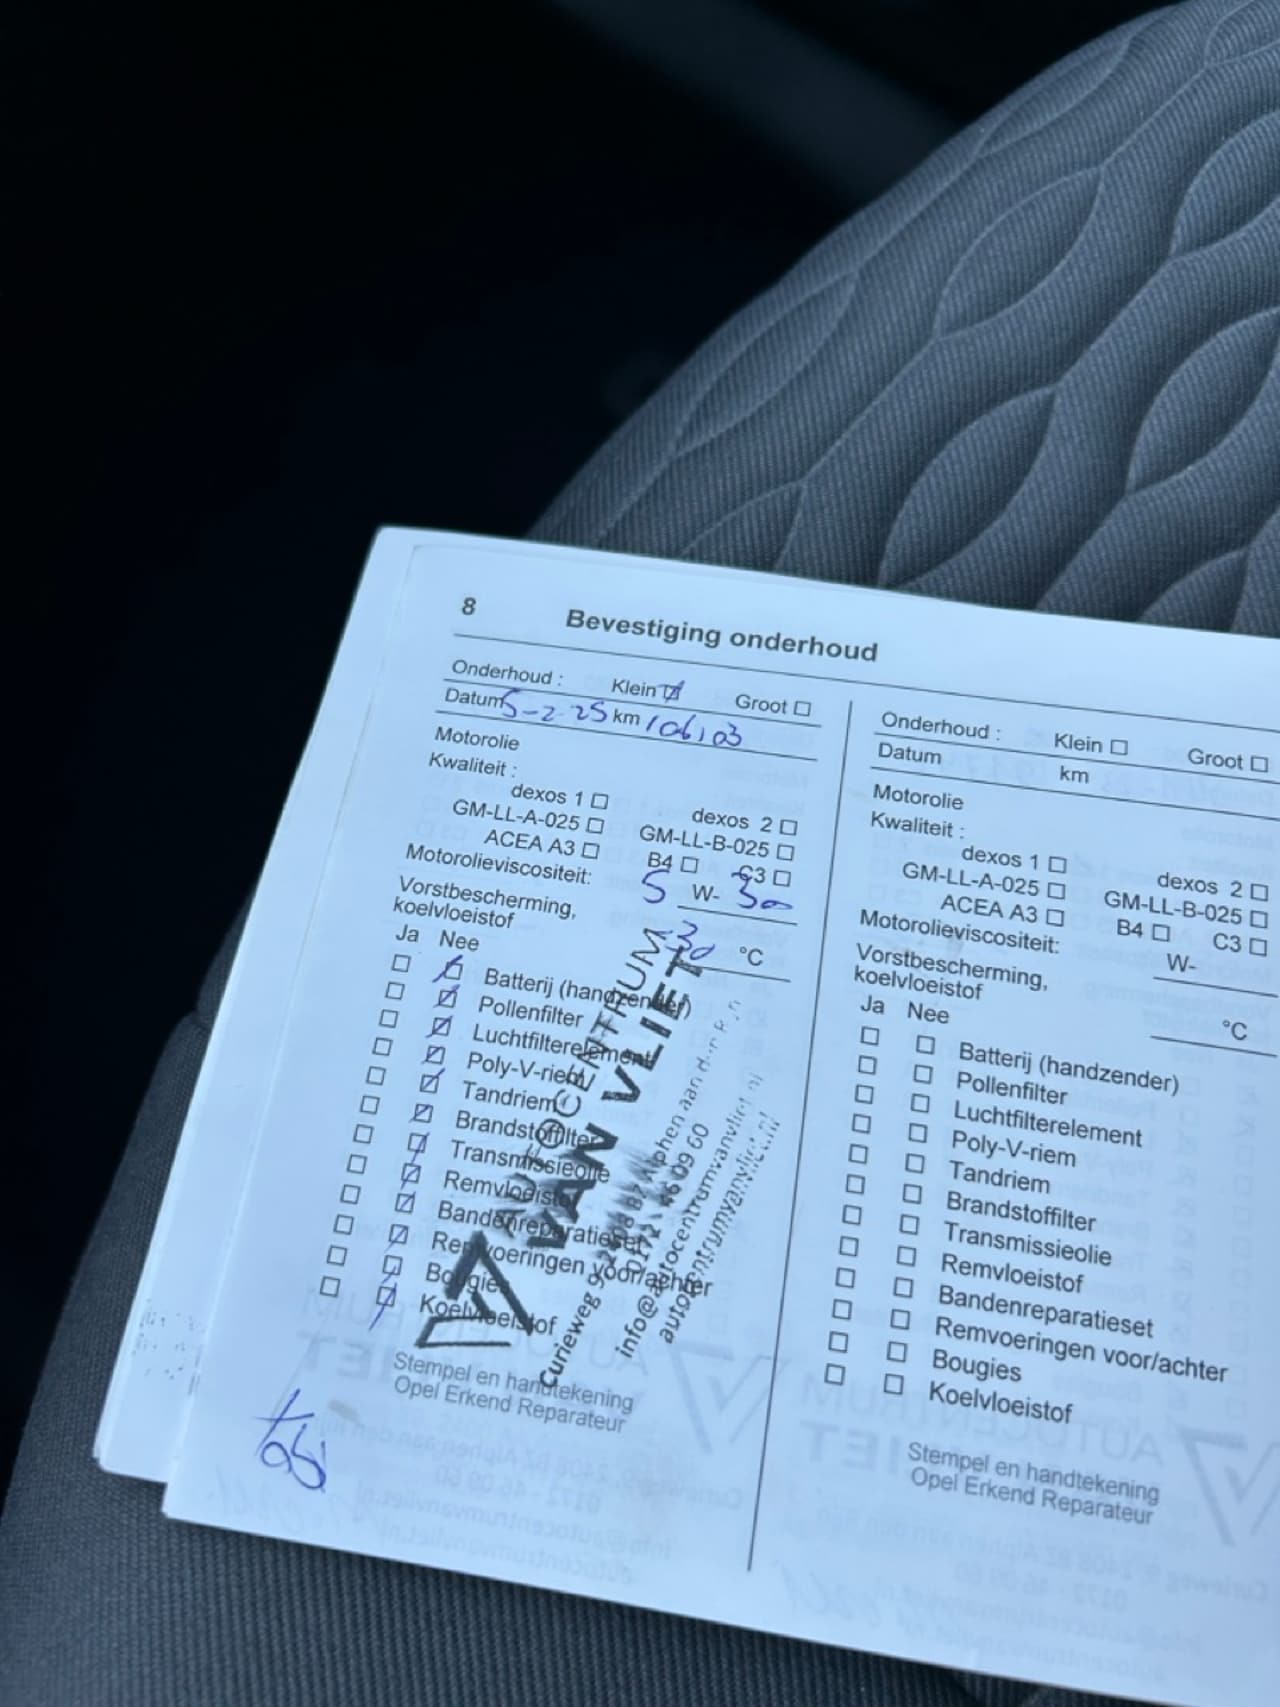 8 Bevestiging onderhoud
Onderhoud : Klein Groot
Datum 5-2-25 km 106103
Motorolie
Kwaliteit :
dexos 1 dexos 2
GM-LL-A-025 GM-LL-B-025
ACEA A3 B4 C3
Motorolieviscositeit: 5 W- 30
Vorstbescherming,
koelvloeistof -30 °C
Ja Nee
Batterij (handzender)
Pollenfilter
Luchtfilterelement
Poly-V-riem
Tandriem
Brandstoffilter
Transmissieolie
Remvloeistof
Bandenreparatieset
Remvoeringen voor/achter
Bougies
Koelvloeistof
Stempel en handtekening
Opel Erkend Reparateur
AUTOCENTRUM
VAN VLIET
Curieweg 9, 2408 BZ Alphen aan den Rijn
0172 - 46 09 60
info@autocentrumvanvliet.nl
autocentrumvanvliet.nl
Onderhoud : Klein Groot
Datum km
Motorolie
Kwaliteit :
dexos 1 dexos 2
GM-LL-A-025 GM-LL-B-025
ACEA A3 B4 C3
Motorolieviscositeit: W-
Vorstbescherming,
koelvloeistof °C
Ja Nee
Batterij (handzender)
Pollenfilter
Luchtfilterelement
Poly-V-riem
Tandriem
Brandstoffilter
Transmissieolie
Remvloeistof
Bandenreparatieset
Remvoeringen voor/achter
Bougies
Koelvloeistof
Stempel en handtekening
Opel Erkend Reparateur